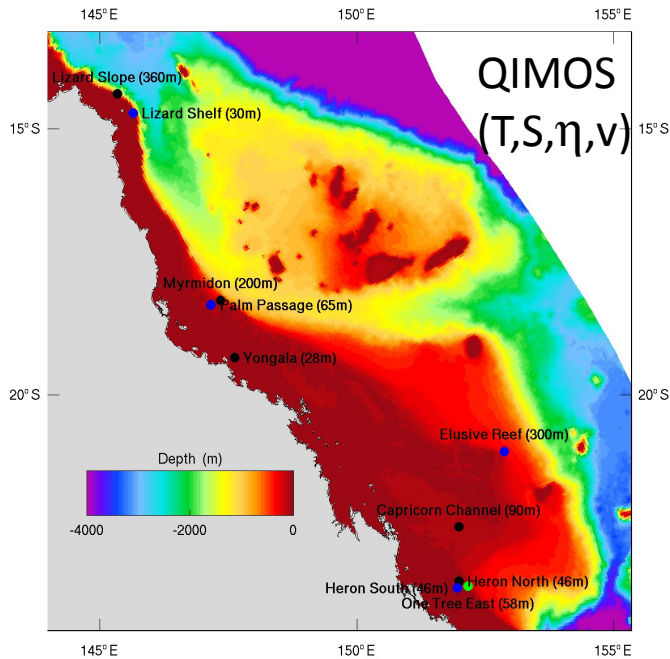 145°E 150°E 155°E
Lizard Slope (360m)
QIMOS
Lizard Shelf (30m)
15°S 15°S
(T,S,η,v)
Myrmidon (200m)
Palm Passage (65m)
Yongala (28m)
20°S 20°S
Elusive Reef (300m)
Depth (m)
Capricorn Channel (90m)
-4000 -2000 0
Heron North (46m)
Heron South (46m)
One Tree East (58m)
145°E 150°E 155°E